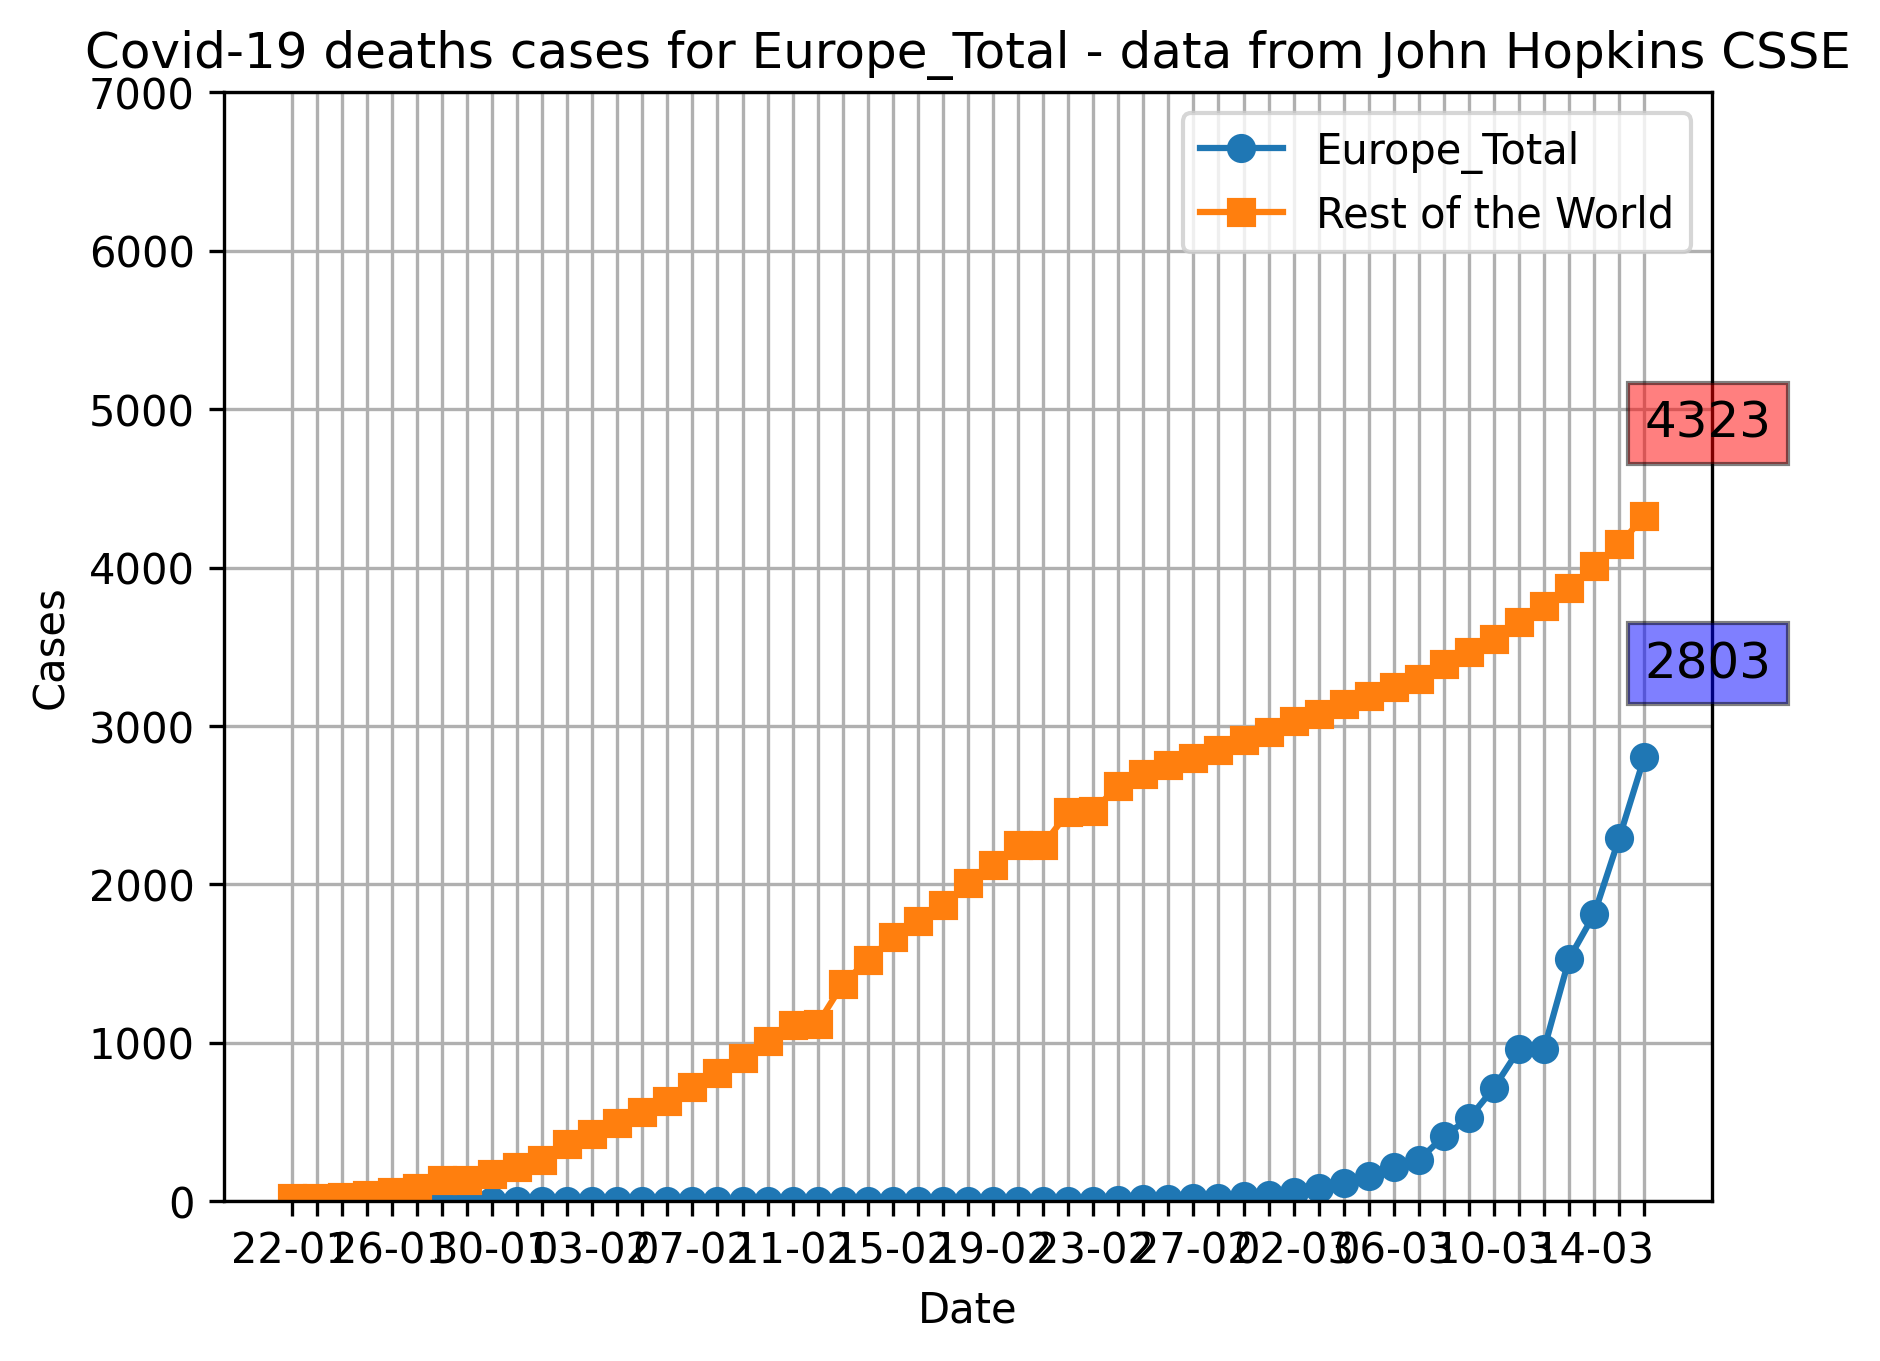 Covid-19 deaths cases for Europe_Total - data from John Hopkins CSSE
7000
Europe_Total
Rest of the World
6000
5000
4323
4000
2803
Cases
3000
2000
1000
0
22-01 26-01 30-01 03-02 07-02 11-02 15-02 19-02 23-02 27-02 02-03 06-03 10-03 14-03
Date